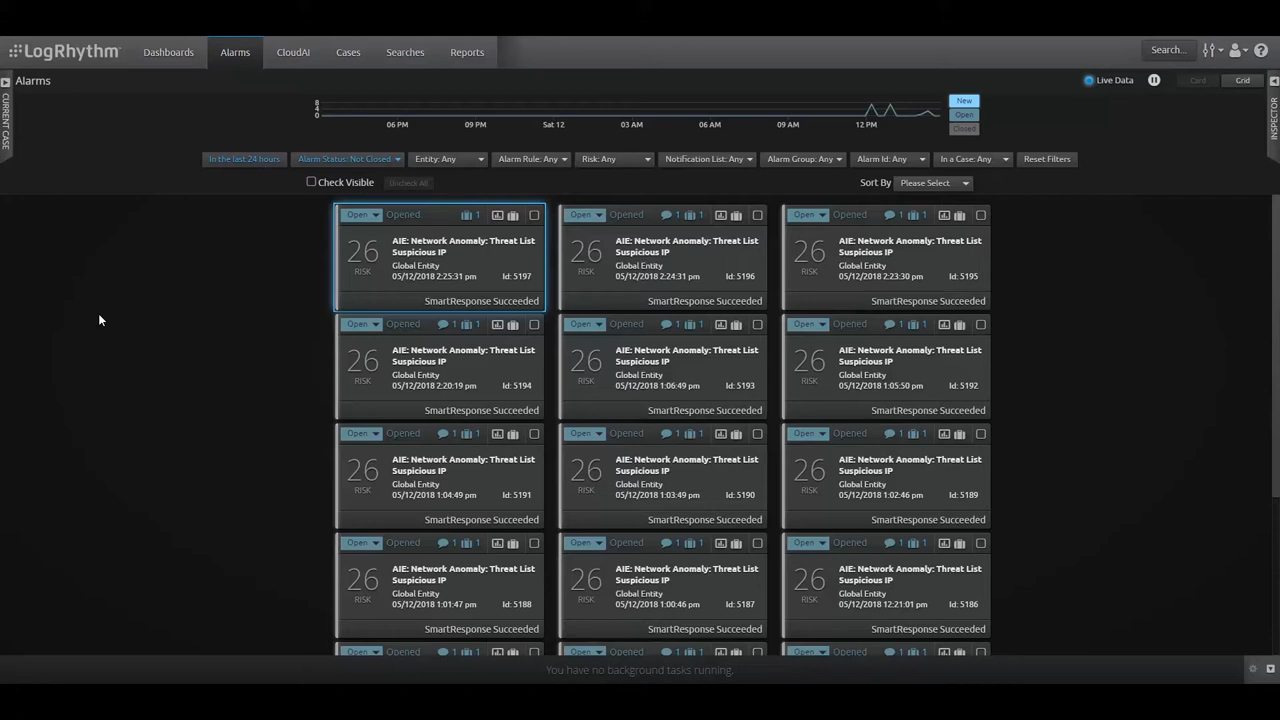 LogRhythm
Dashboards Alarms CloudAI Cases Searches Reports Search...
Alarms
Live Data Card Grid
CURRENT CASE
INSPECTOR
8
4
0
06 PM 09 PM Sat 12 03 AM 06 AM 09 AM 12 PM
New
Open
Closed
In the last 24 hours Alarm Status: Not Closed Entity: Any Alarm Rule: Any Risk: Any Notification List: Any Alarm Group: Any Alarm Id: Any In a Case: Any Reset Filters
Check Visible Uncheck All Sort By Please Select
Open Opened 1
26
RISK
AIE: Network Anomaly: Threat List
Suspicious IP
Global Entity
05/12/2018 2:25:31 pm Id: 5197
SmartResponse Succeeded
Open Opened 1 1
26
RISK
AIE: Network Anomaly: Threat List
Suspicious IP
Global Entity
05/12/2018 2:24:31 pm Id: 5196
SmartResponse Succeeded
Open Opened 1 1
26
RISK
AIE: Network Anomaly: Threat List
Suspicious IP
Global Entity
05/12/2018 2:23:30 pm Id: 5195
SmartResponse Succeeded
Open Opened 1 1
26
RISK
AIE: Network Anomaly: Threat List
Suspicious IP
Global Entity
05/12/2018 2:20:19 pm Id: 5194
SmartResponse Succeeded
Open Opened 1 1
26
RISK
AIE: Network Anomaly: Threat List
Suspicious IP
Global Entity
05/12/2018 1:06:49 pm Id: 5193
SmartResponse Succeeded
Open Opened 1 1
26
RISK
AIE: Network Anomaly: Threat List
Suspicious IP
Global Entity
05/12/2018 1:05:50 pm Id: 5192
SmartResponse Succeeded
Open Opened 1 1
26
RISK
AIE: Network Anomaly: Threat List
Suspicious IP
Global Entity
05/12/2018 1:04:49 pm Id: 5191
SmartResponse Succeeded
Open Opened 1 1
26
RISK
AIE: Network Anomaly: Threat List
Suspicious IP
Global Entity
05/12/2018 1:03:49 pm Id: 5190
SmartResponse Succeeded
Open Opened 1 1
26
RISK
AIE: Network Anomaly: Threat List
Suspicious IP
Global Entity
05/12/2018 1:02:46 pm Id: 5189
SmartResponse Succeeded
Open Opened 1 1
26
RISK
AIE: Network Anomaly: Threat List
Suspicious IP
Global Entity
05/12/2018 1:01:47 pm Id: 5188
SmartResponse Succeeded
Open Opened 1 1
26
RISK
AIE: Network Anomaly: Threat List
Suspicious IP
Global Entity
05/12/2018 1:00:46 pm Id: 5187
SmartResponse Succeeded
Open Opened 1 1
26
RISK
AIE: Network Anomaly: Threat List
Suspicious IP
Global Entity
05/12/2018 12:21:01 pm Id: 5186
SmartResponse Succeeded
Open Opened 1 1
Open Opened 1 1
Open Opened 1 1
You have no background tasks running.